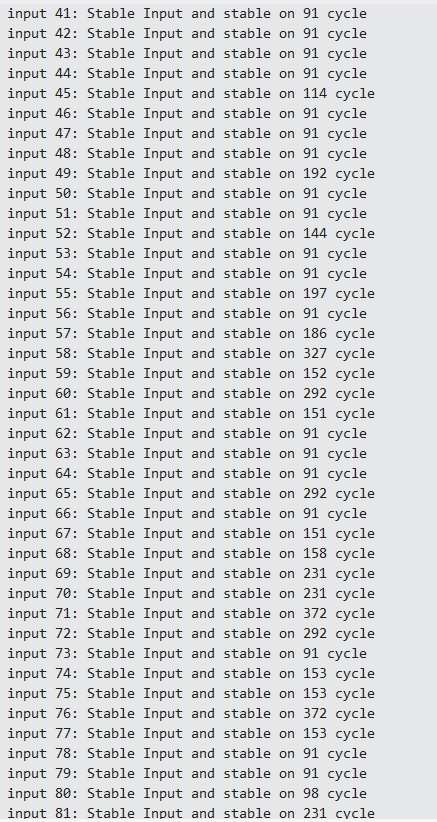 input 41: Stable Input and stable on 91 cycle
input 42: Stable Input and stable on 91 cycle
input 43: Stable Input and stable on 91 cycle
input 44: Stable Input and stable on 91 cycle
input 45: Stable Input and stable on 114 cycle
input 46: Stable Input and stable on 91 cycle
input 47: Stable Input and stable on 91 cycle
input 48: Stable Input and stable on 91 cycle
input 49: Stable Input and stable on 192 cycle
input 50: Stable Input and stable on 91 cycle
input 51: Stable Input and stable on 91 cycle
input 52: Stable Input and stable on 144 cycle
input 53: Stable Input and stable on 91 cycle
input 54: Stable Input and stable on 91 cycle
input 55: Stable Input and stable on 197 cycle
input 56: Stable Input and stable on 91 cycle
input 57: Stable Input and stable on 186 cycle
input 58: Stable Input and stable on 327 cycle
input 59: Stable Input and stable on 152 cycle
input 60: Stable Input and stable on 292 cycle
input 61: Stable Input and stable on 151 cycle
input 62: Stable Input and stable on 91 cycle
input 63: Stable Input and stable on 91 cycle
input 64: Stable Input and stable on 91 cycle
input 65: Stable Input and stable on 292 cycle
input 66: Stable Input and stable on 91 cycle
input 67: Stable Input and stable on 151 cycle
input 68: Stable Input and stable on 158 cycle
input 69: Stable Input and stable on 231 cycle
input 70: Stable Input and stable on 231 cycle
input 71: Stable Input and stable on 372 cycle
input 72: Stable Input and stable on 292 cycle
input 73: Stable Input and stable on 91 cycle
input 74: Stable Input and stable on 153 cycle
input 75: Stable Input and stable on 153 cycle
input 76: Stable Input and stable on 372 cycle
input 77: Stable Input and stable on 153 cycle
input 78: Stable Input and stable on 91 cycle
input 79: Stable Input and stable on 91 cycle
input 80: Stable Input and stable on 98 cycle
input 81: Stable Input and stable on 231 cycle